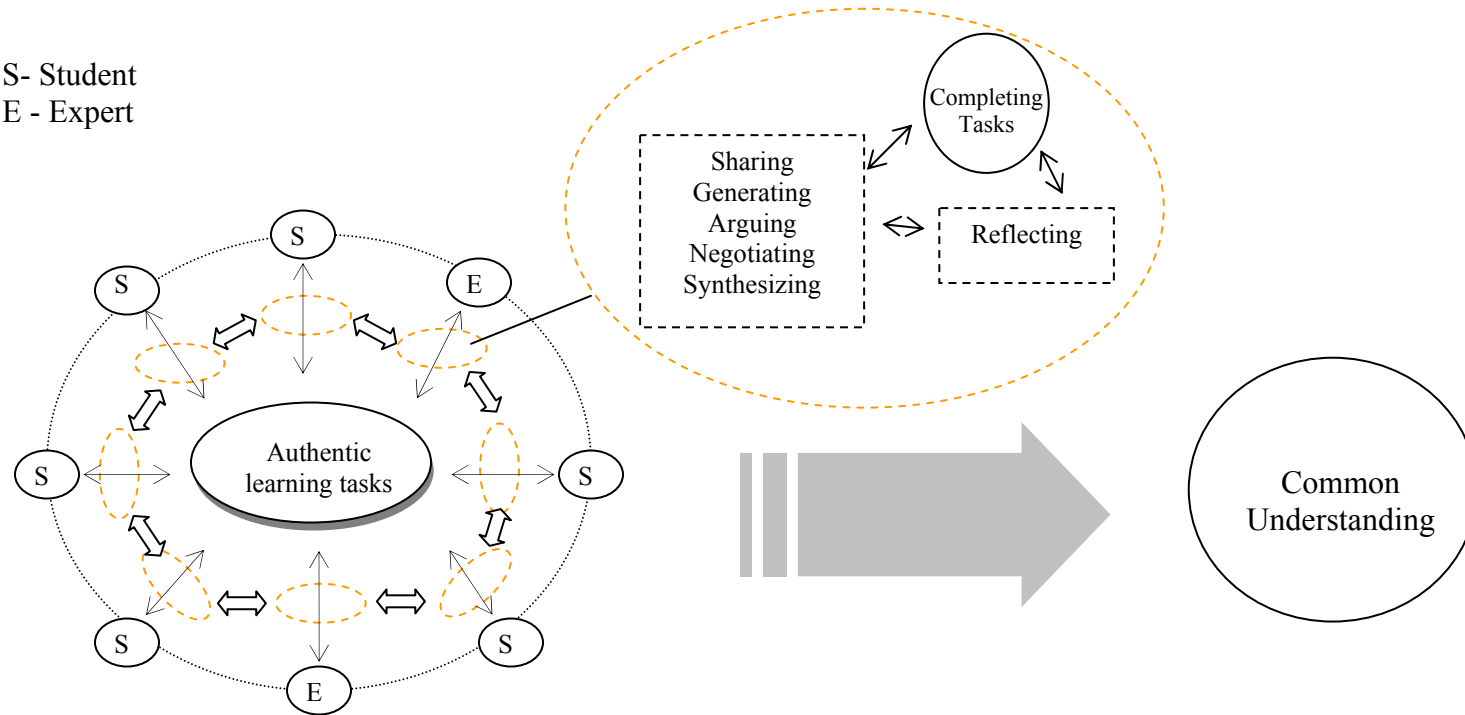 S- Student
E - Expert
Completing
Tasks
Sharing
Generating
Arguing
Negotiating
Synthesizing
Reflecting
S
S
E
S
Authentic
learning tasks
S
S
S
E
Common
Understanding